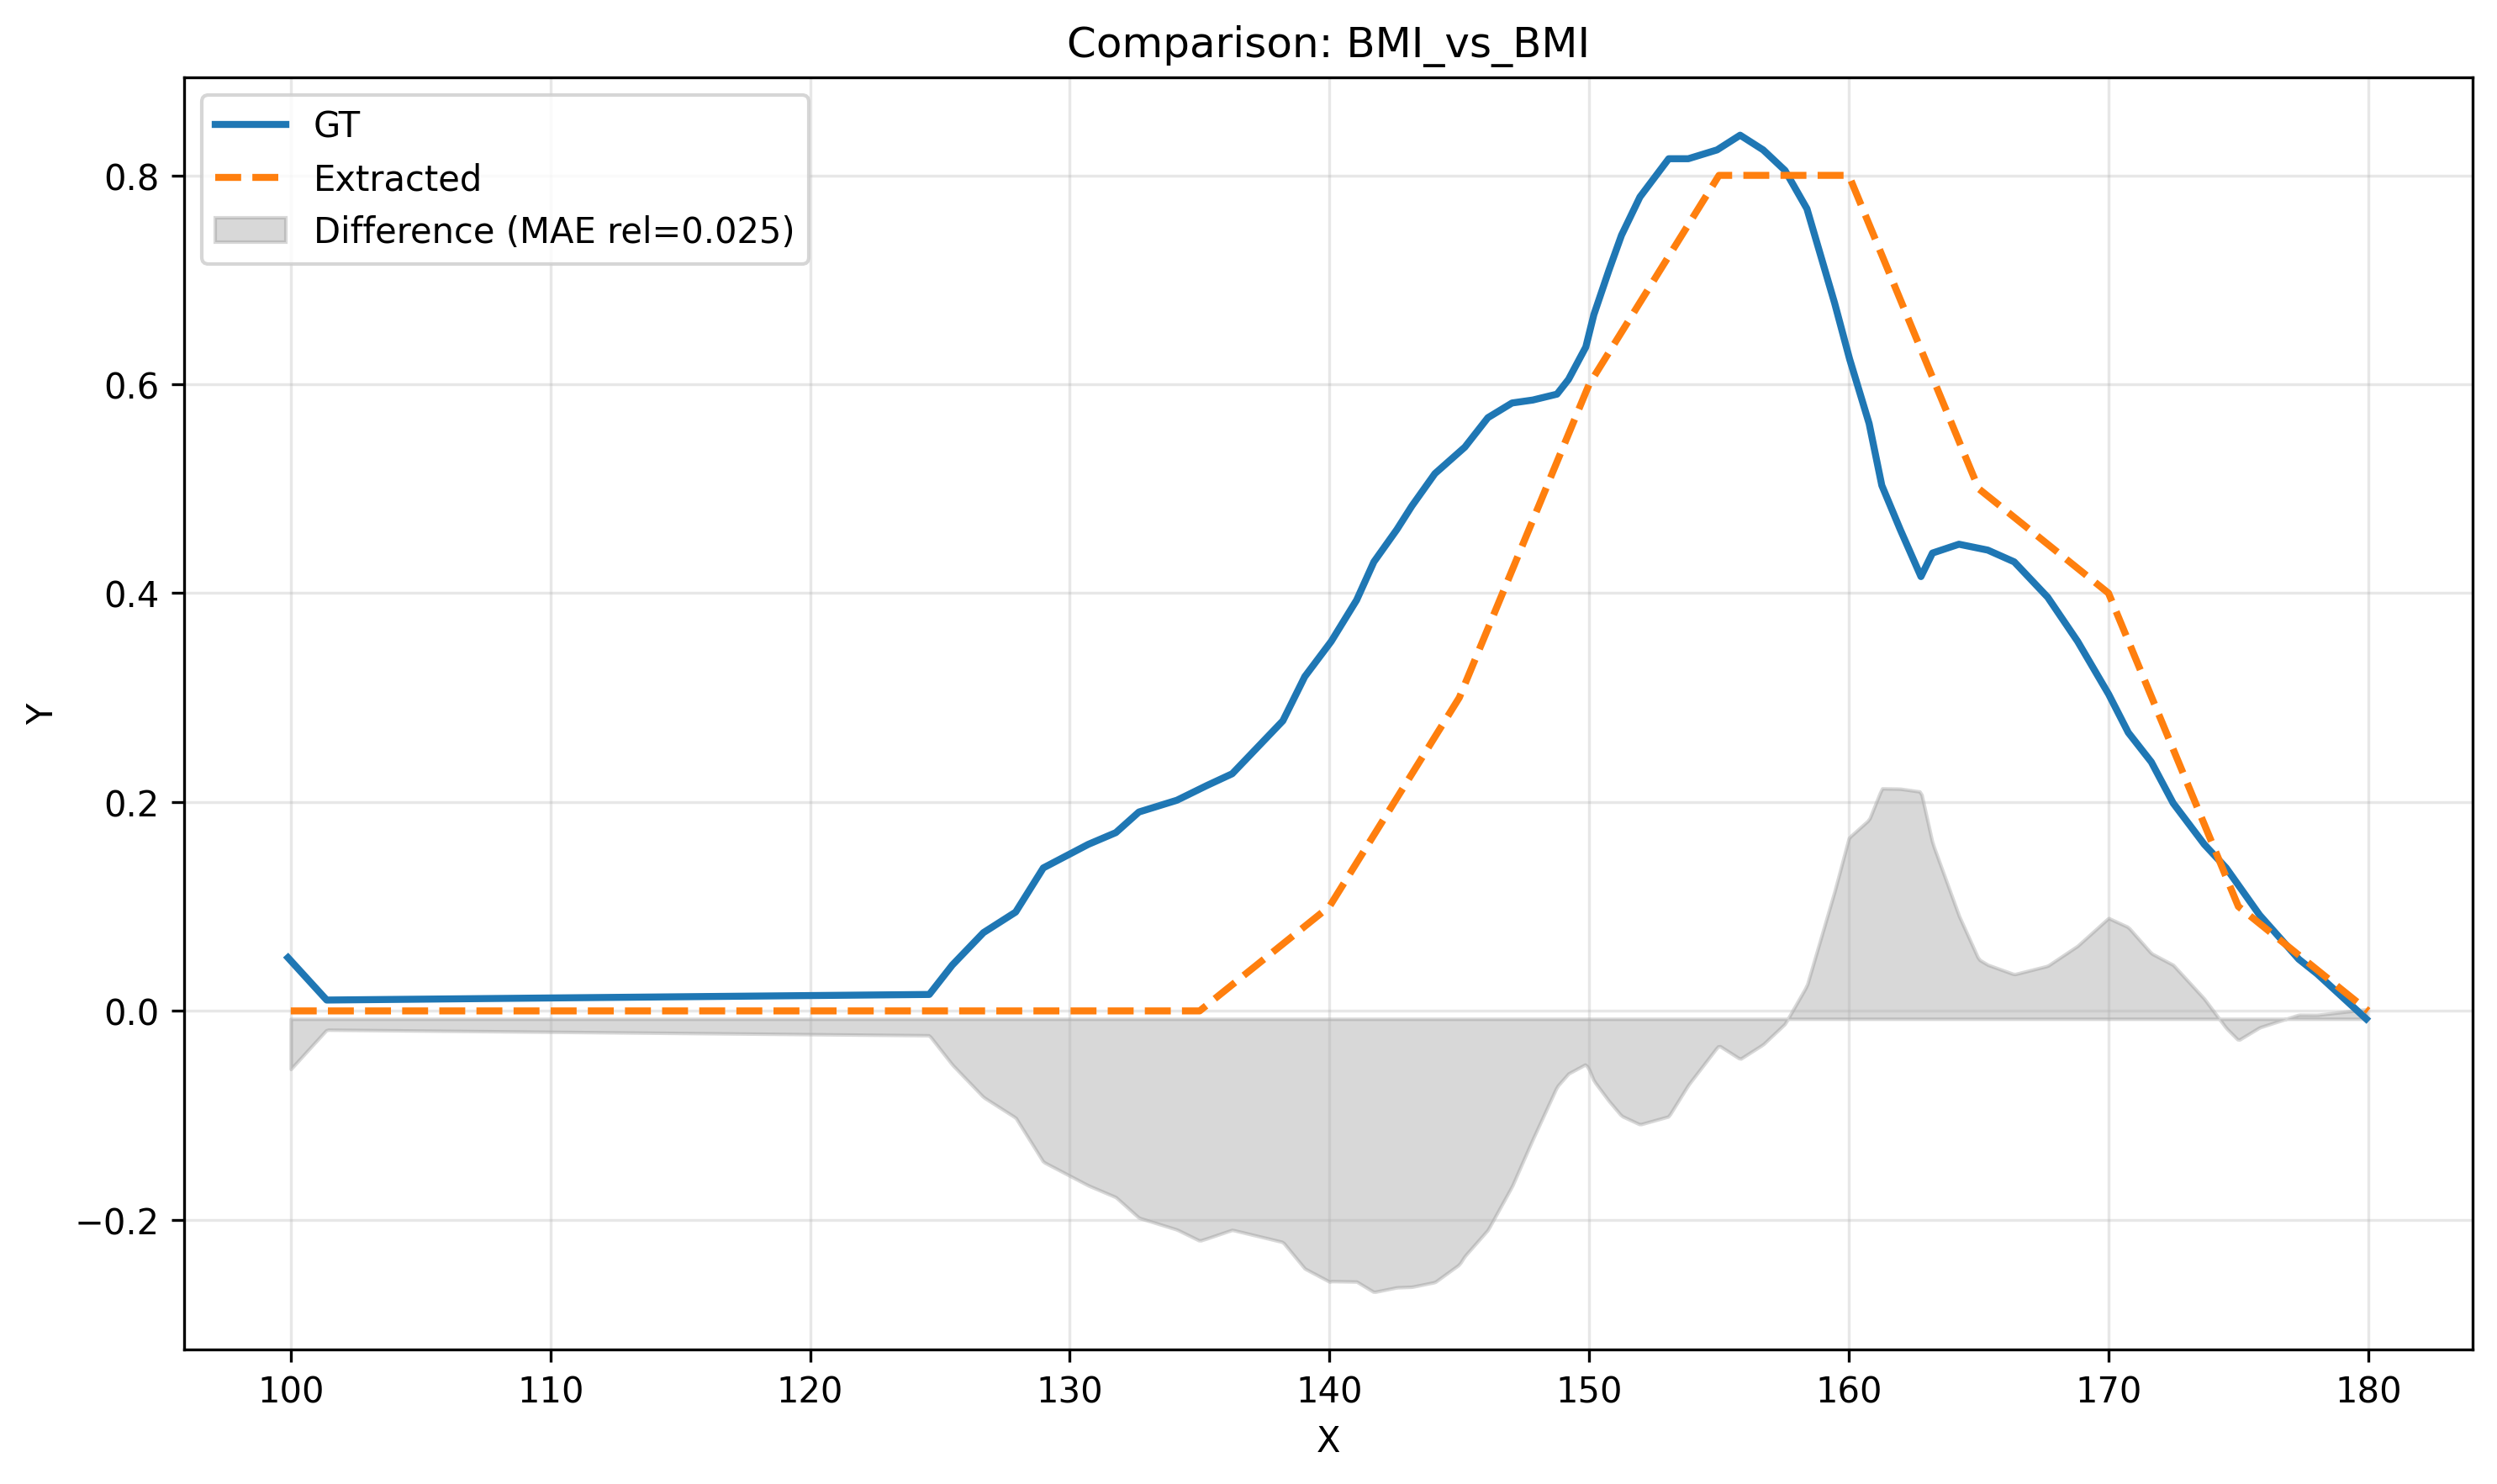 Comparison: BMI_vs_BMI
GT
Extracted
Difference (MAE rel=0.025)
0.8
0.6
0.4
0.2
0.0
−0.2
Y
100 110 120 130 140 150 160 170 180
X